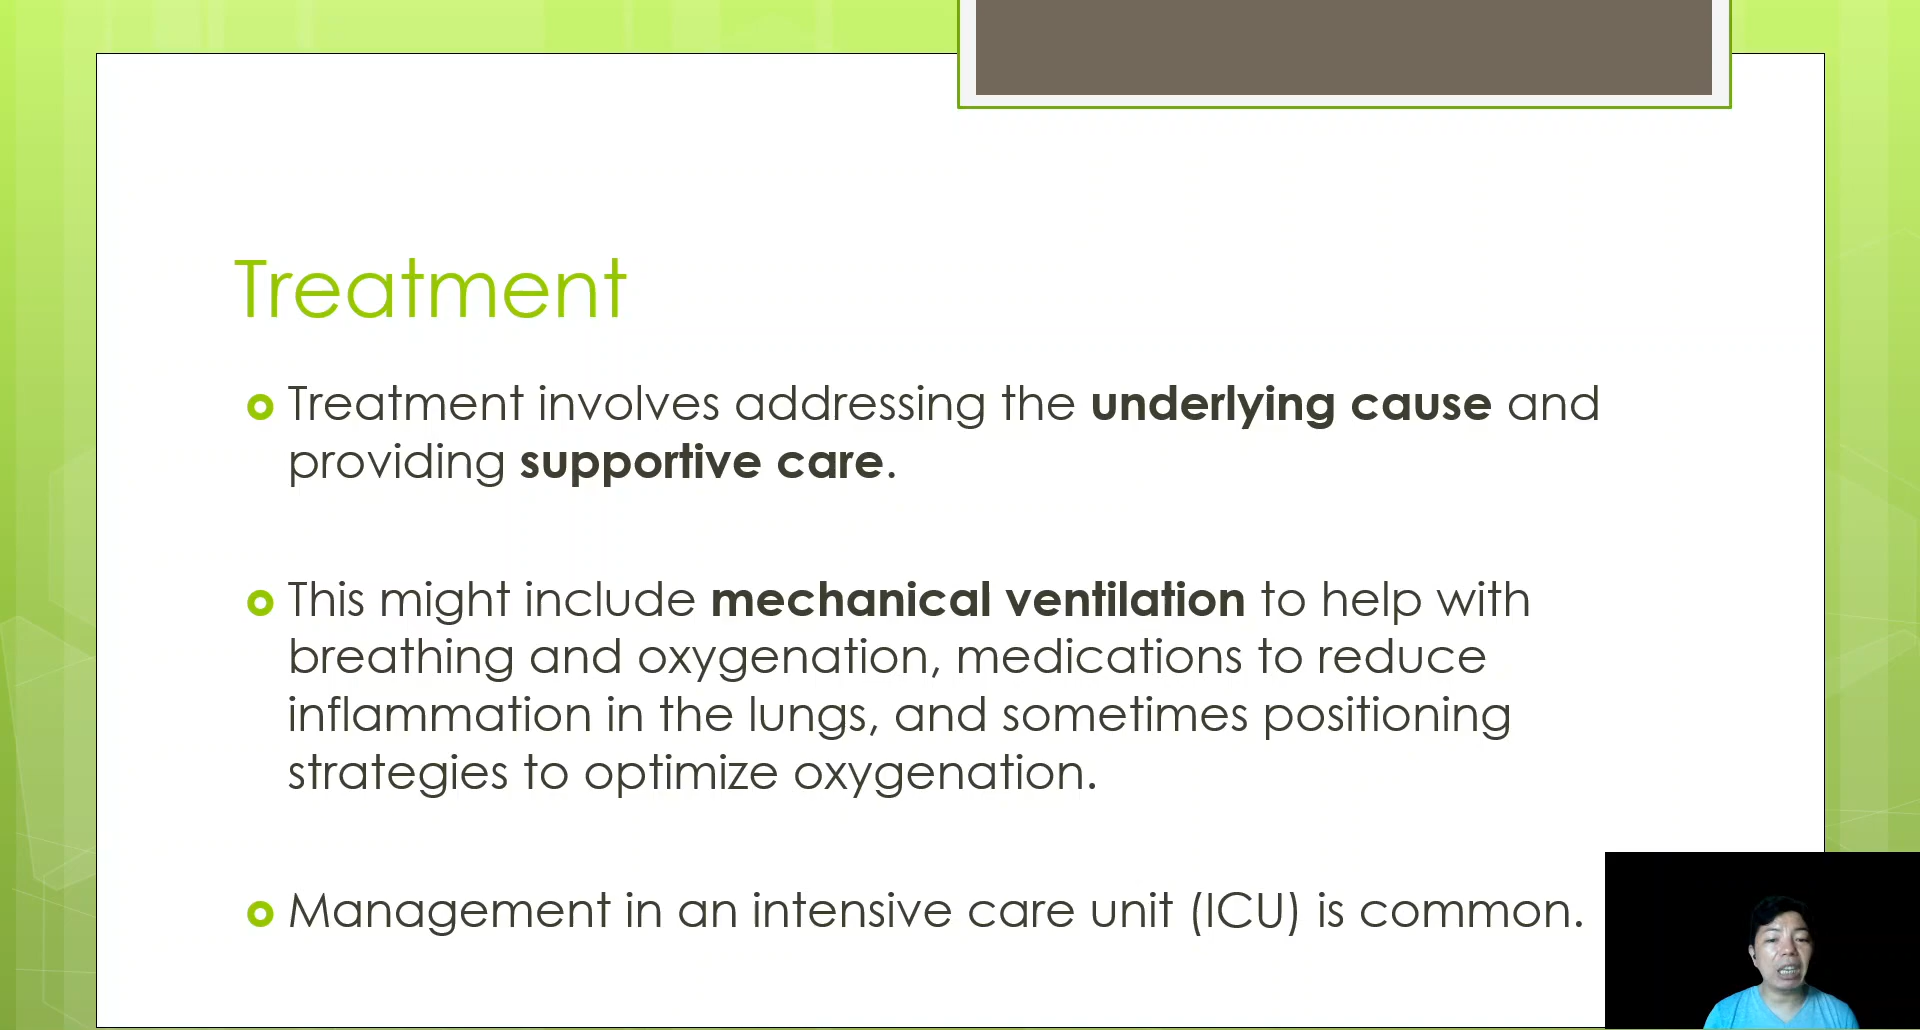 Treatment
Treatment involves addressing the underlying cause and
providing supportive care.
This might include mechanical ventilation to help with
breathing and oxygenation, medications to reduce
inflammation in the lungs, and sometimes positioning
strategies to optimize oxygenation.
Management in an intensive care unit (ICU) is common.